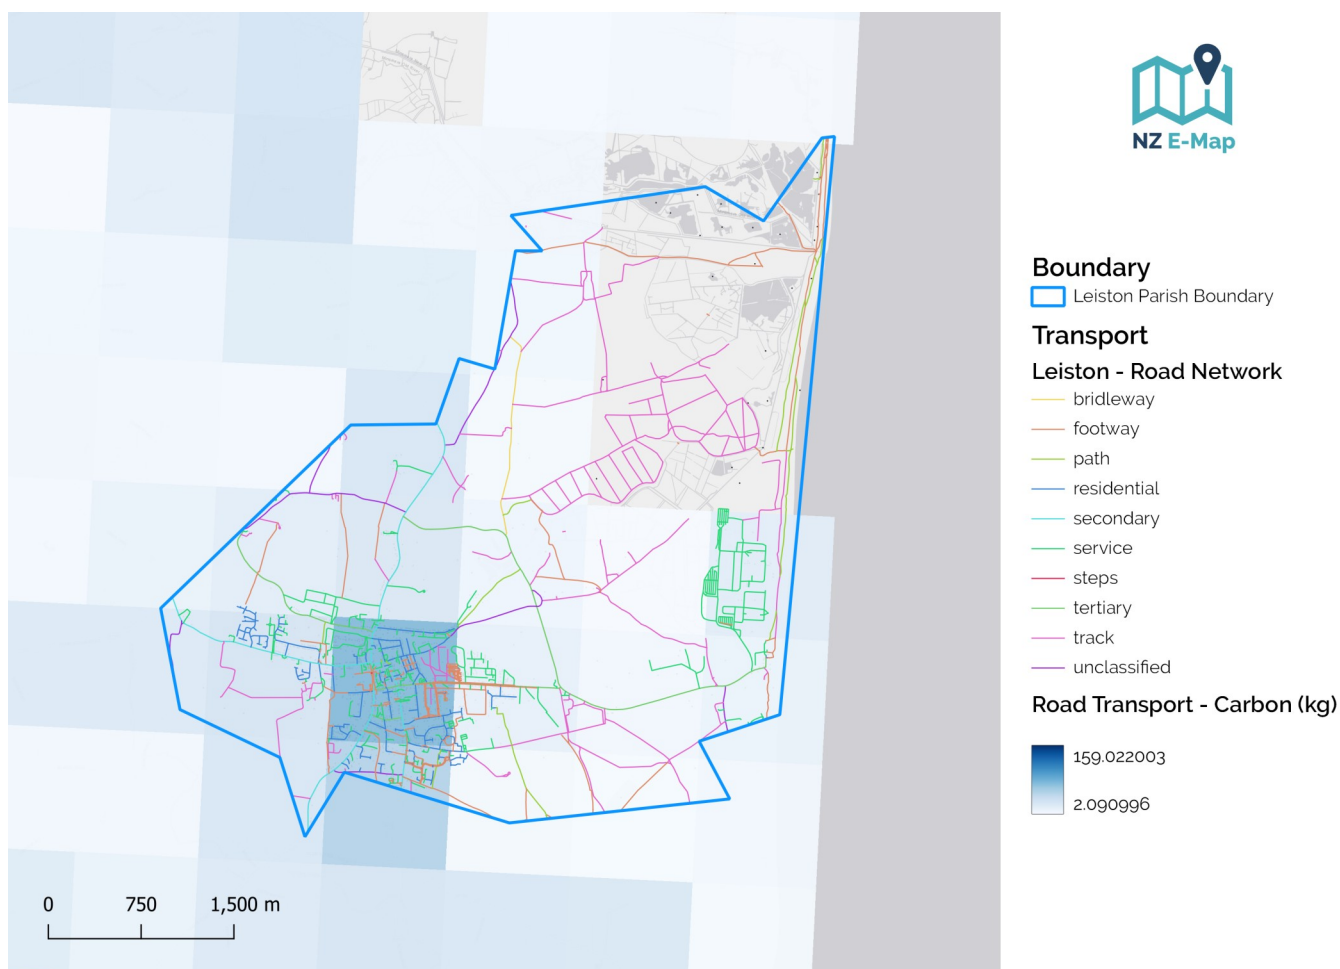 NZ E-Map
Boundary
Leiston Parish Boundary
Transport
Leiston - Road Network
bridleway
footway
path
residential
secondary
service
steps
tertiary
track
unclassified
Road Transport - Carbon (kg)
159.022003
2.090996
0 750 1,500 m